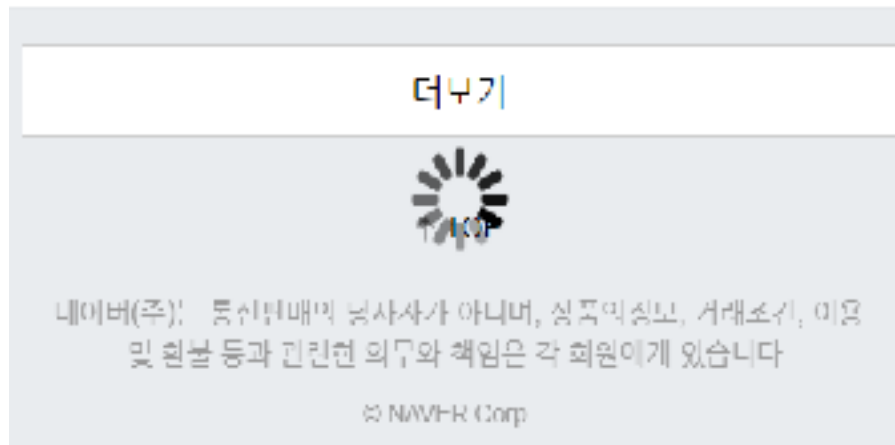 더보기
TOP
네이버(주)는 통신판매의 당사자가 아니며, 상품의정보, 거래조건, 이용
및 환불 등과 관련한 의무와 책임은 각 회원에게 있습니다
© NAVER Corp